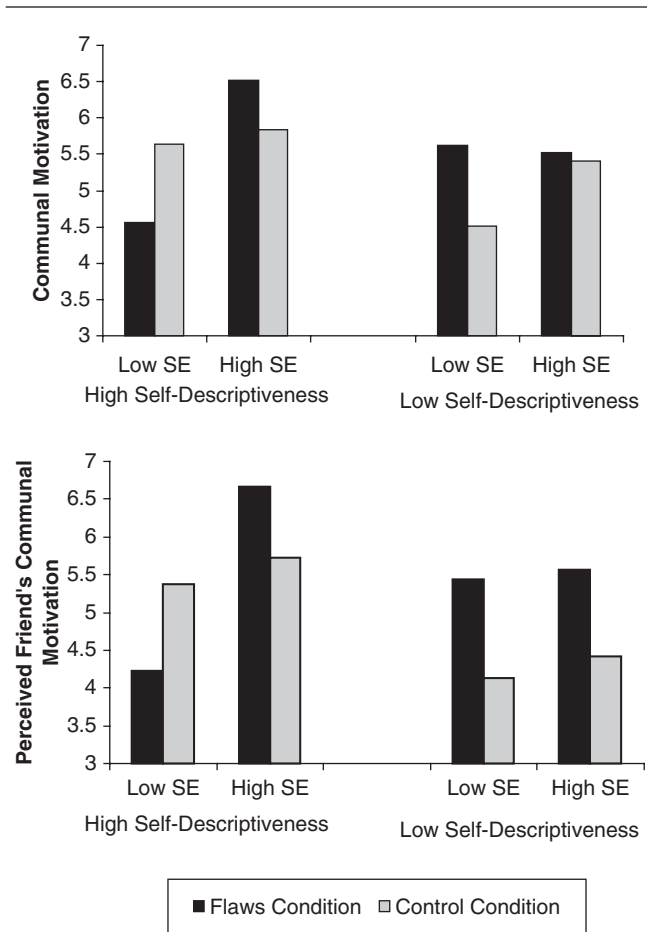 Communal Motivation
7
6.5
6
5.5
5
4.5
4
3.5
3
Low SE High SE Low SE High SE
High Self-Descriptiveness Low Self-Descriptiveness
Perceived Friend's Communal
Motivation
7
6.5
6
5.5
5
4.5
4
3.5
3
Low SE High SE Low SE High SE
High Self-Descriptiveness Low Self-Descriptiveness
Flaws Condition Control Condition